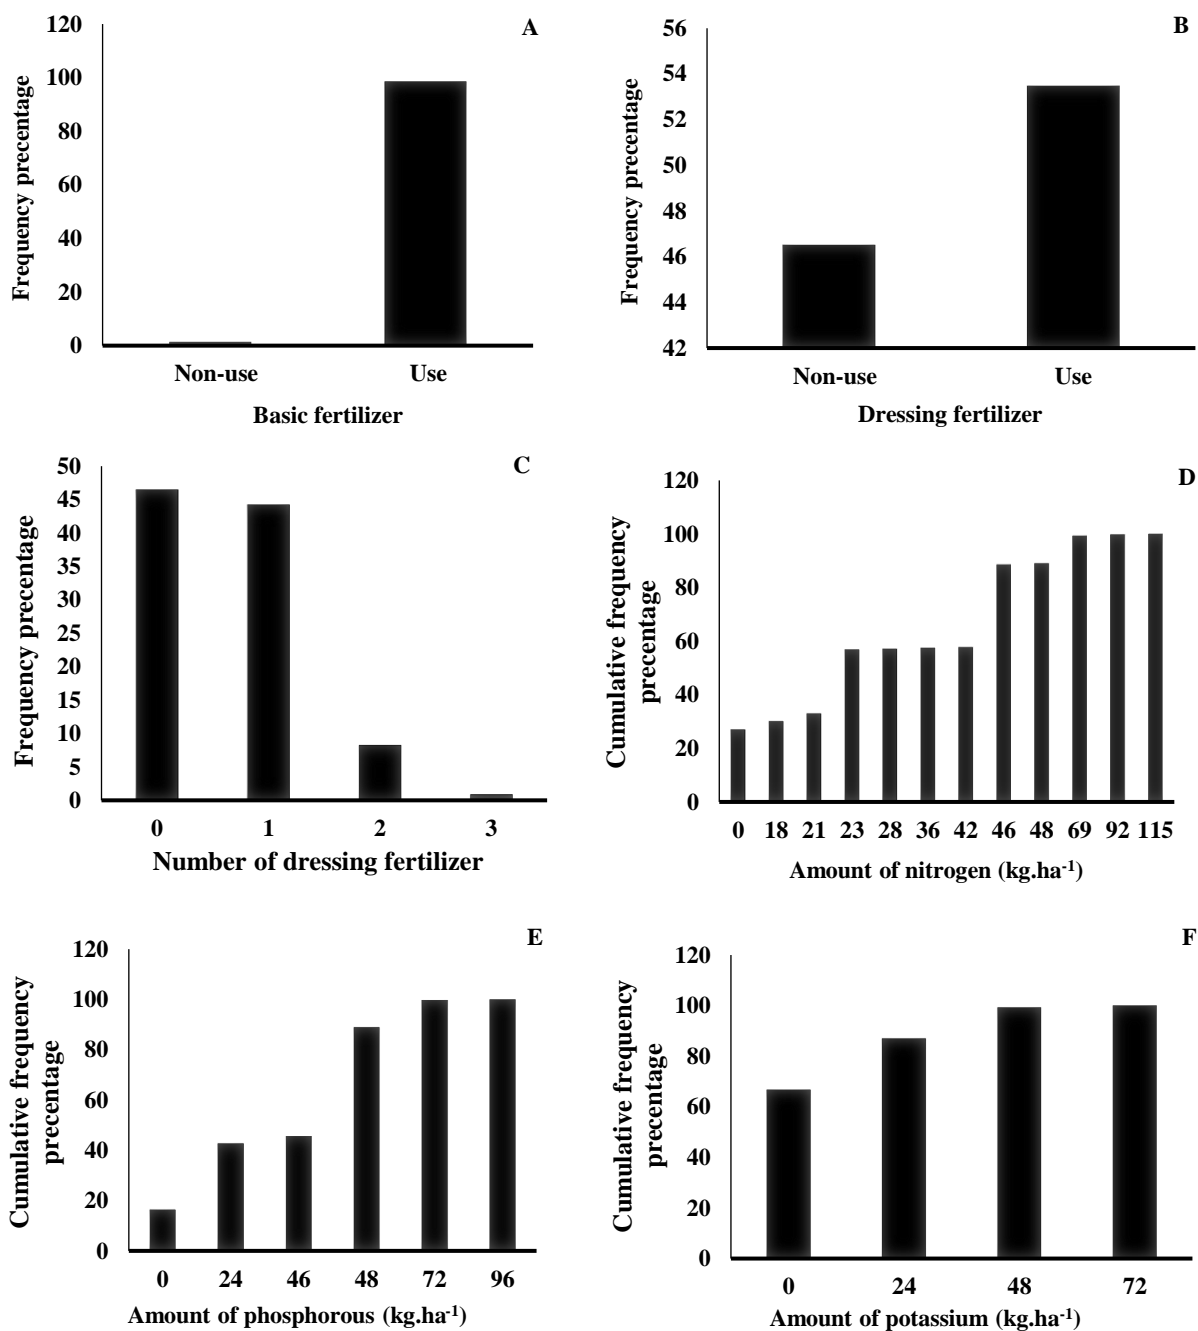 A
Frequency precentage
120
100
80
60
40
20
0
Non-use Use
Basic fertilizer
B
Frequency precentage
56
54
52
50
48
46
44
42
Non-use Use
Dressing fertilizer
C
Frequency precentage
50
45
40
35
30
25
20
15
10
5
0
0 1 2 3
Number of dressing fertilizer
D
Cumulative frequency
precentage
120
100
80
60
40
20
0
0 18 21 23 28 36 42 46 48 69 92 115
Amount of nitrogen (kg.ha⁻¹)
E
Cumulative frequency
precentage
120
100
80
60
40
20
0
0 24 46 48 72 96
Amount of phosphorous (kg.ha⁻¹)
F
Cumulative frequency
precentage
120
100
80
60
40
20
0
0 24 48 72
Amount of potassium (kg.ha⁻¹)